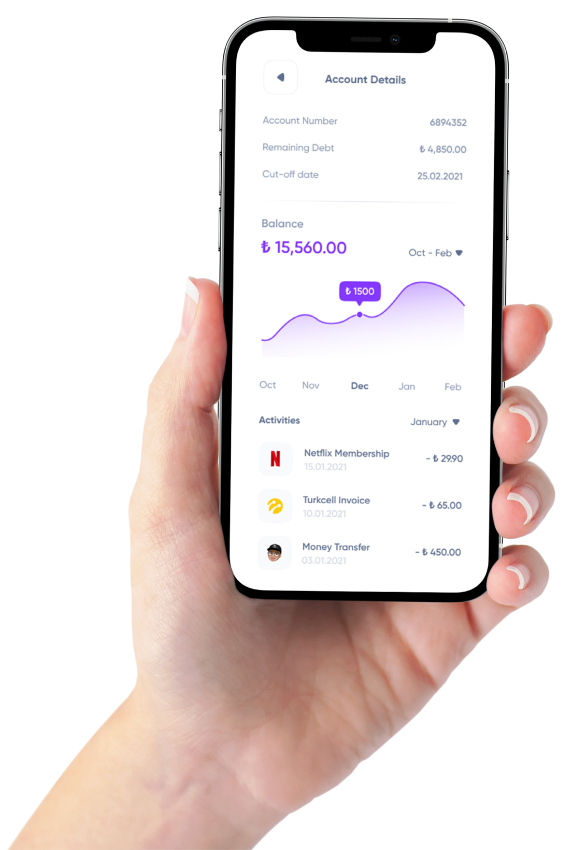 Account Details
Account Number 6894352
Remaining Debt ₺ 4,850.00
Cut-off date 25.02.2021
Balance
₺ 15,560.00
Oct - Feb
₺ 1500
Oct Nov Dec Jan Feb
Activities January
N
Netflix Membership - ₺ 29.90
15.01.2021
Turkcell Invoice - ₺ 65.00
10.01.2021
Money Transfer - ₺ 450.00
03.01.2021